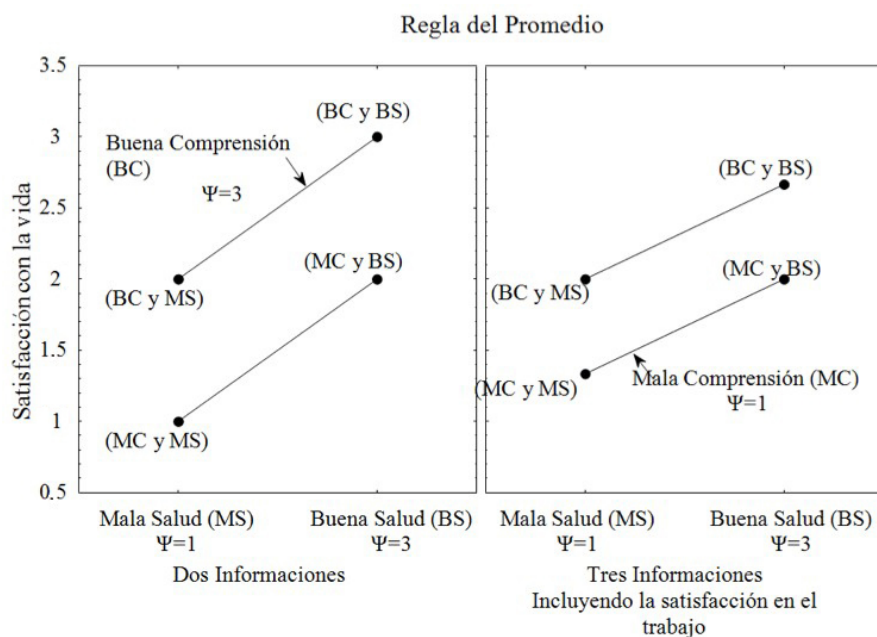 Regla del Promedio
Satisfacción con la vida
3.5
3
2.5
2
1.5
1
0.5
(BC y BS)
Buena Comprensión
(BC)
Ψ=3
(BC y MS)
(MC y BS)
(MC y MS)
Mala Salud (MS)
Ψ=1
Buena Salud (BS)
Ψ=3
Dos Informaciones
(BC y BS)
(BC y MS)
(MC y BS)
(MC y MS)
Mala Comprensión (MC)
Ψ=1
Mala Salud (MS)
Ψ=1
Buena Salud (BS)
Ψ=3
Tres Informaciones
Incluyendo la satisfacción en el
trabajo